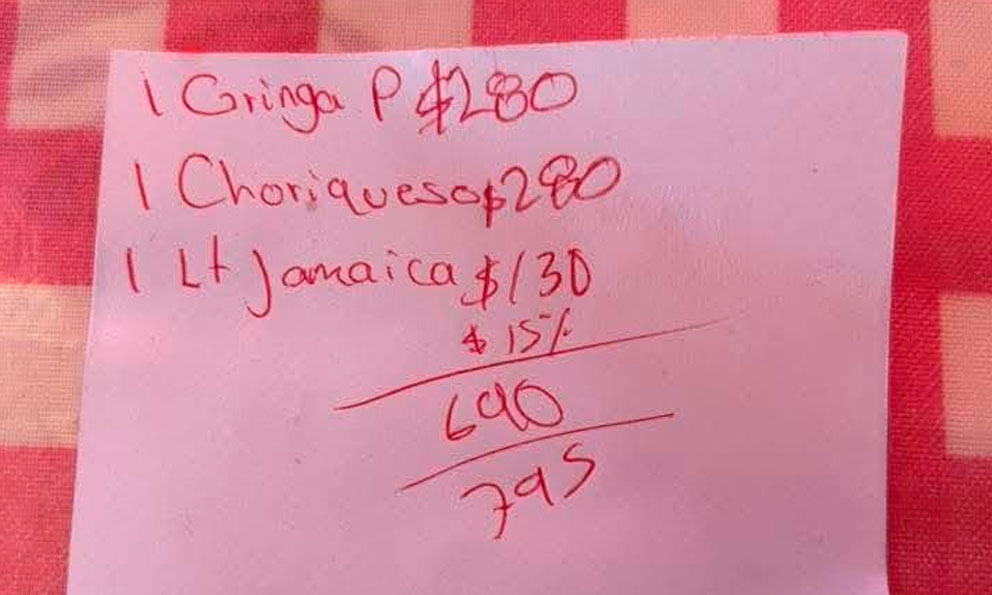 1 Gringa P $280
1 Choriqueso $280
1 Lt Jamaica $130
$ 15%
690
795